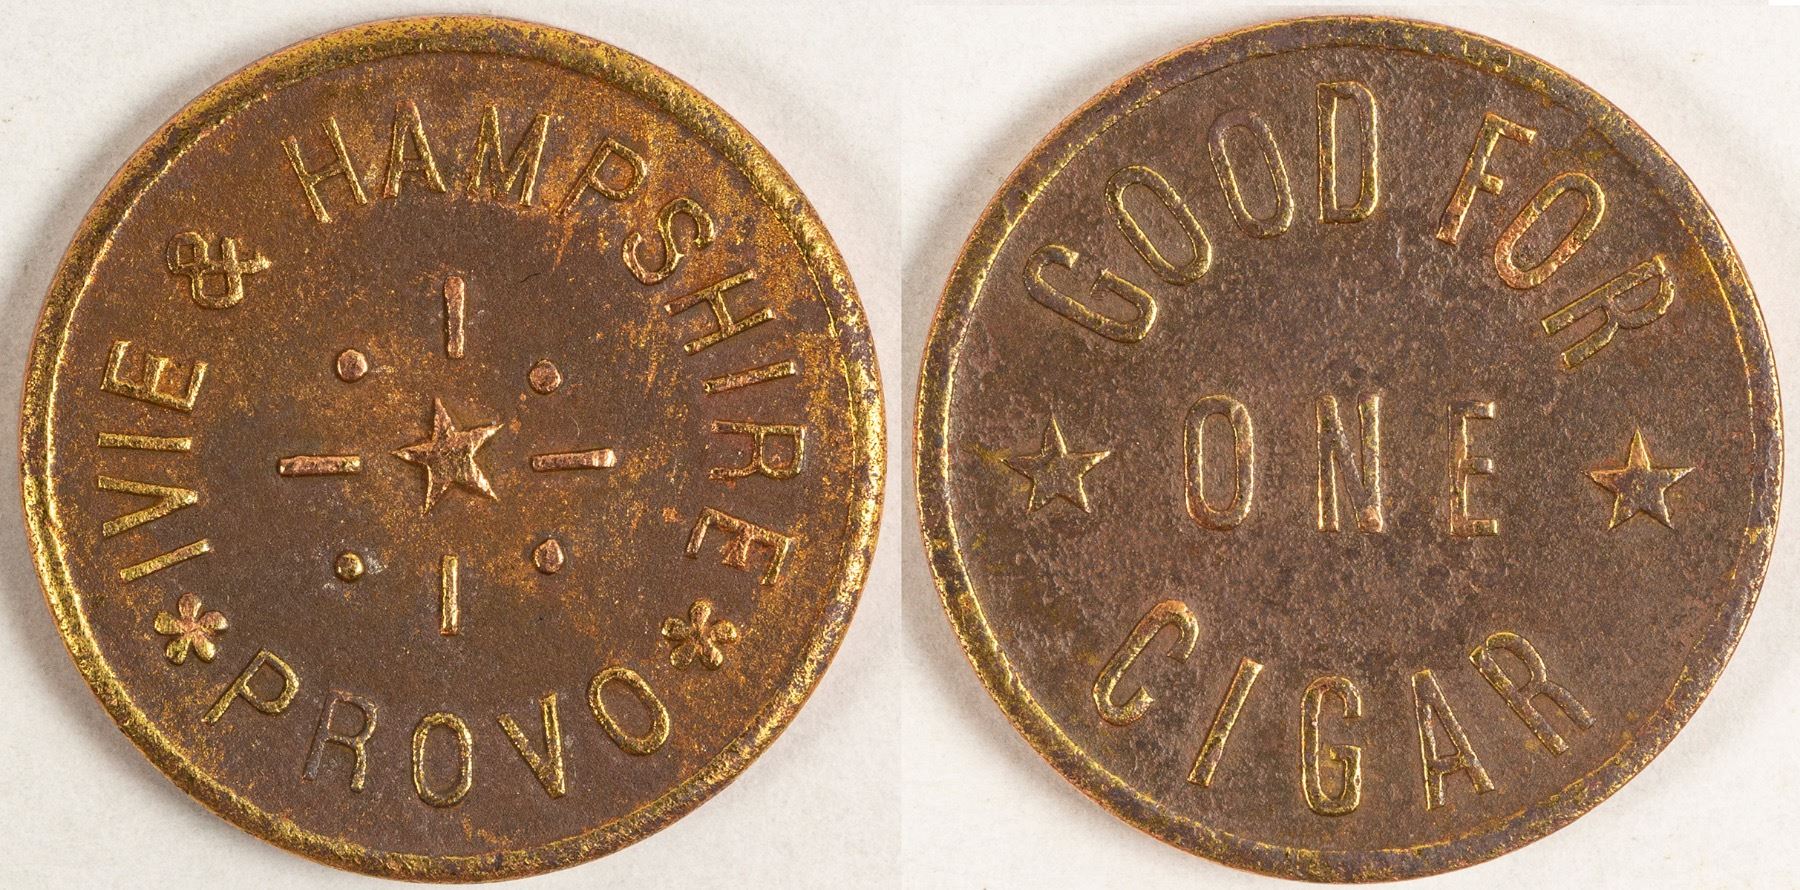 IVIE & HAMPSHIRE
PROVO
GOOD FOR
ONE
CIGAR